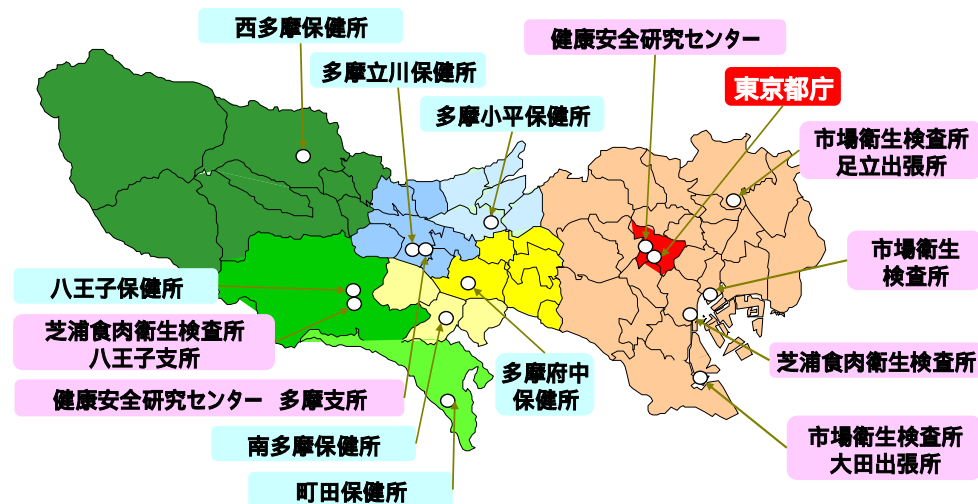 西多摩保健所
健康安全研究センター
多摩立川保健所
東京都庁
多摩小平保健所
市場衛生検査所
足立出張所
市場衛生
検査所
八王子保健所
芝浦食肉衛生検査所
八王子支所
芝浦食肉衛生検査所
多摩府中
保健所
健康安全研究センター 多摩支所
南多摩保健所
市場衛生検査所
大田出張所
町田保健所